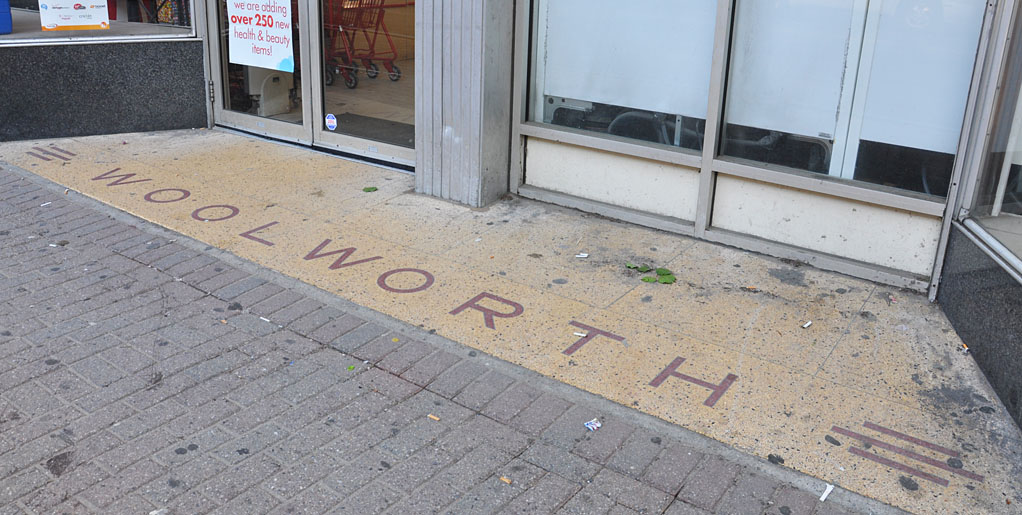 we are adding
over 250 new
health & beauty
items!
WOOLWORTH